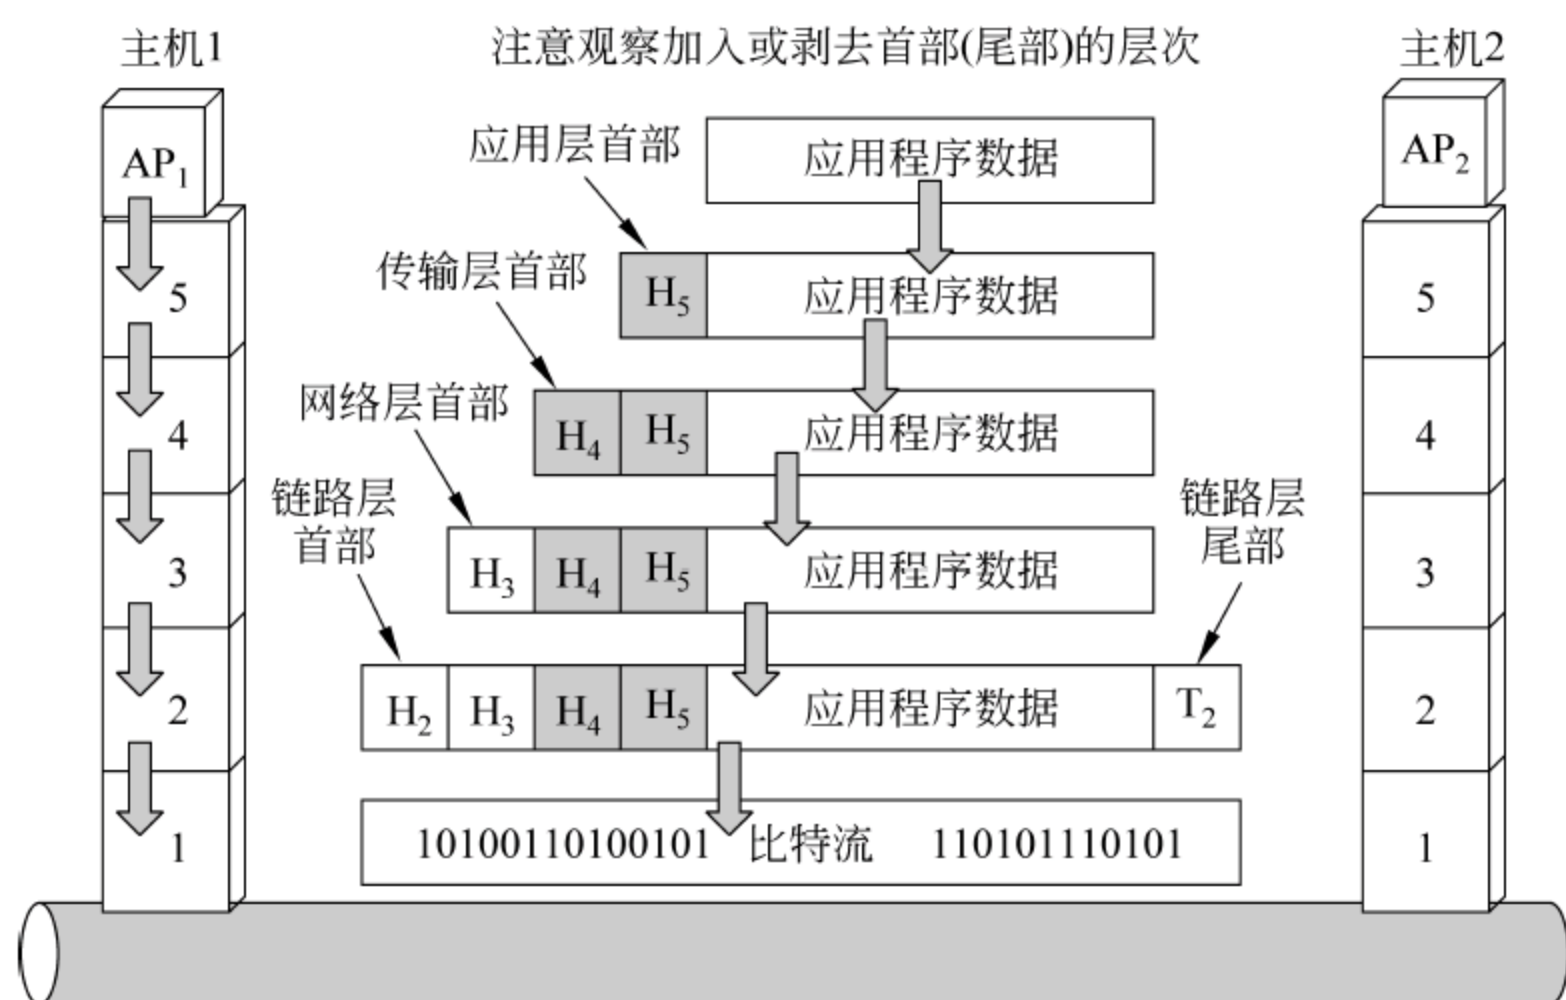 主机1
注意观察加入或剥去首部(尾部)的层次
主机2
AP1
应用层首部
应用程序数据
AP2
5
传输层首部
H5
应用程序数据
5
4
网络层首部
H4
H5
应用程序数据
4
3
链路层
首部
H3
H4
H5
应用程序数据
链路层
尾部
3
2
H2
H3
H4
H5
应用程序数据
T2
2
1
10100110100101 比特流 110101110101
1